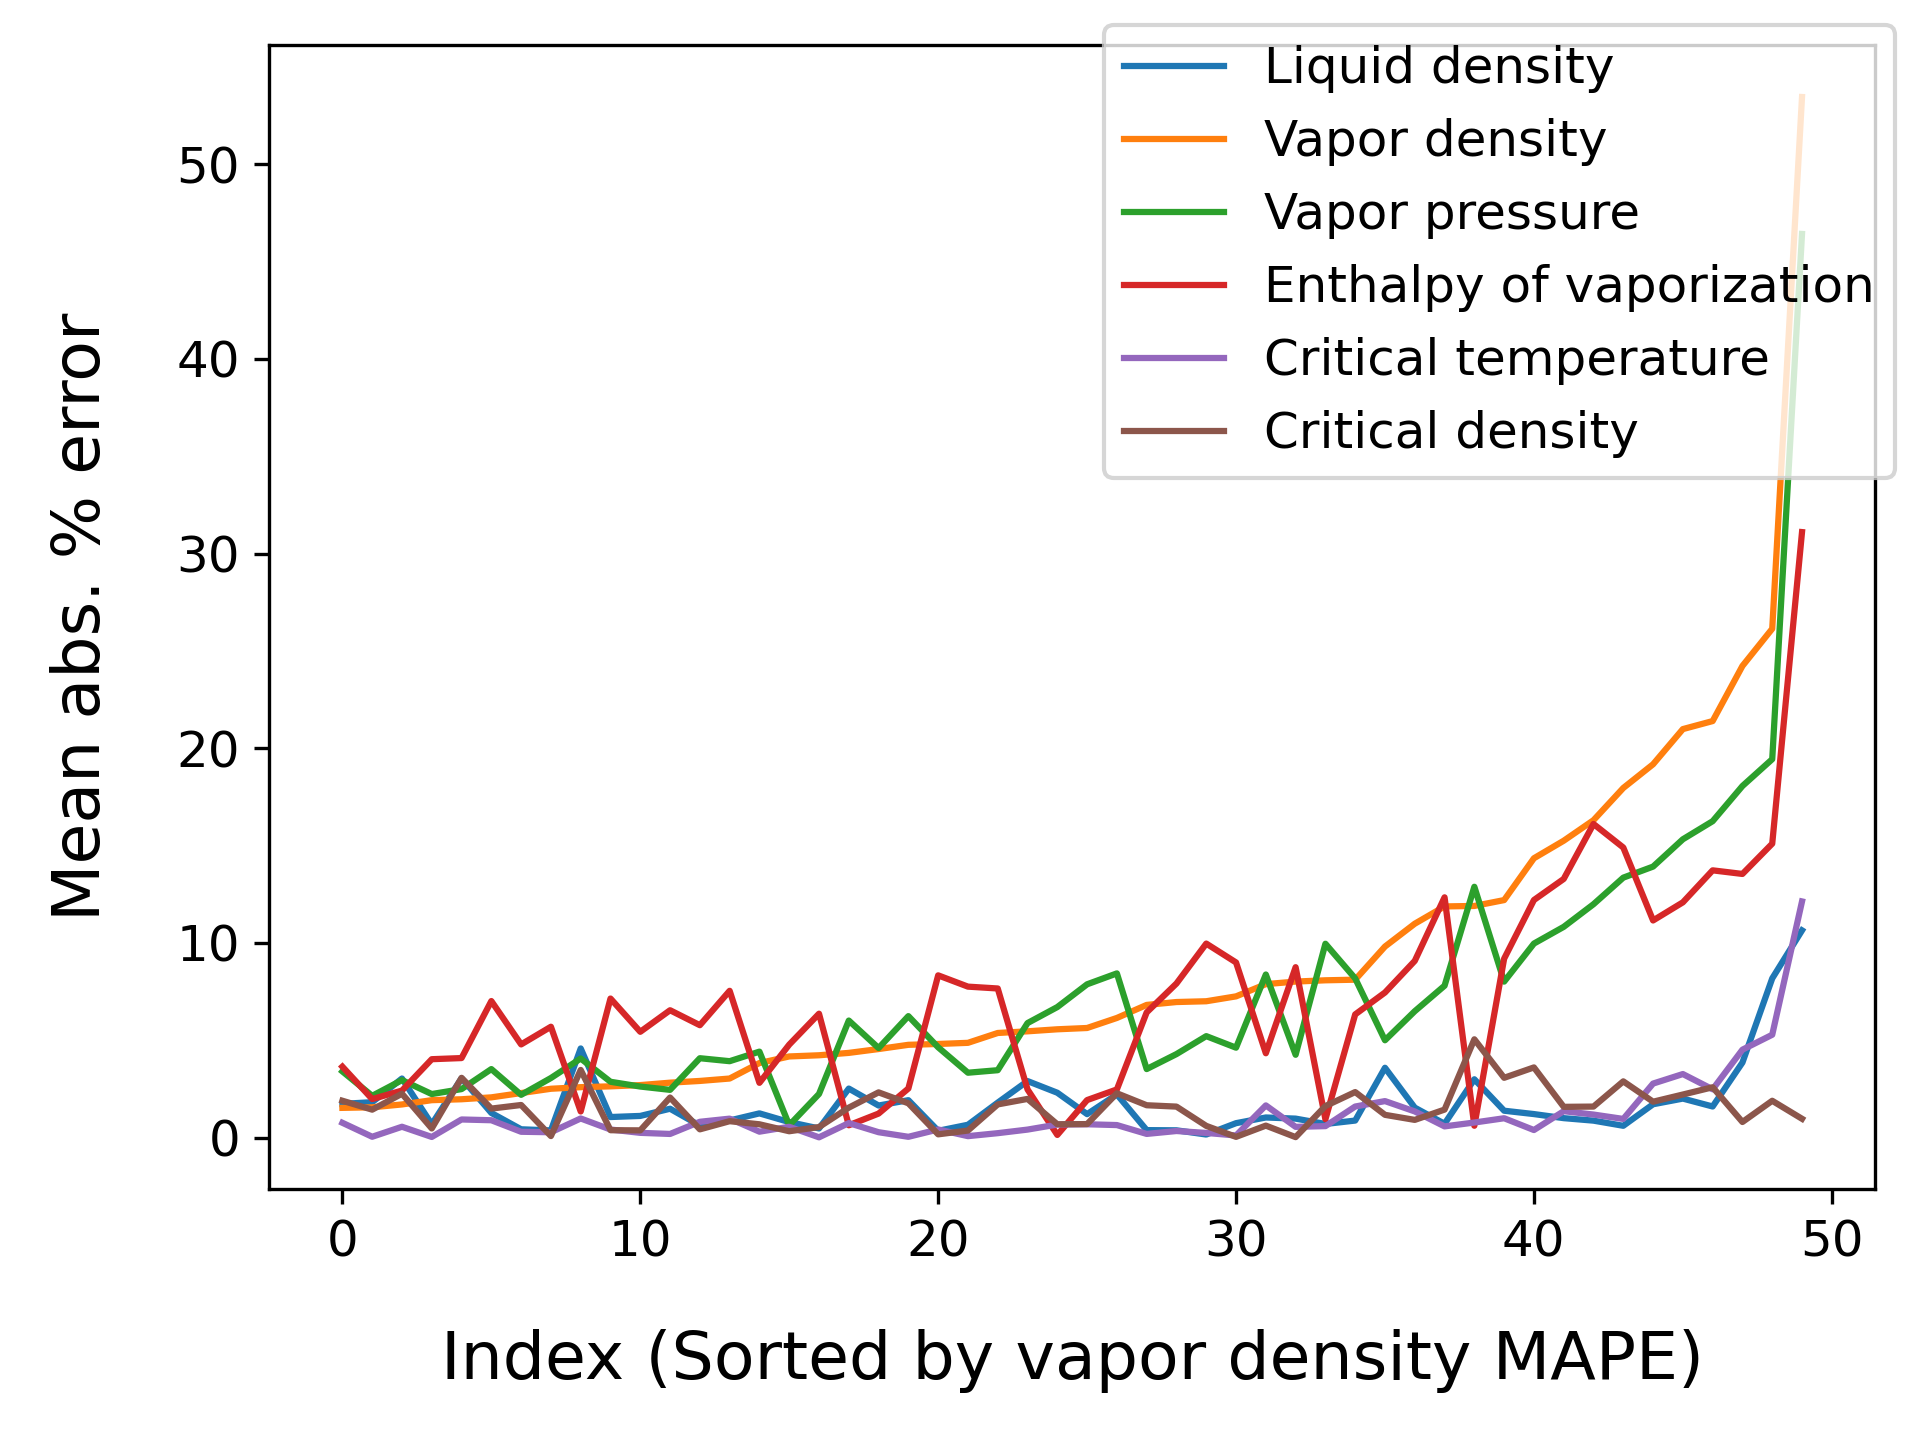 Liquid density
Vapor density
Vapor pressure
Enthalpy of vaporization
Critical temperature
Critical density
Mean abs. % error
50
40
30
20
10
0
0 10 20 30 40 50
Index (Sorted by vapor density MAPE)